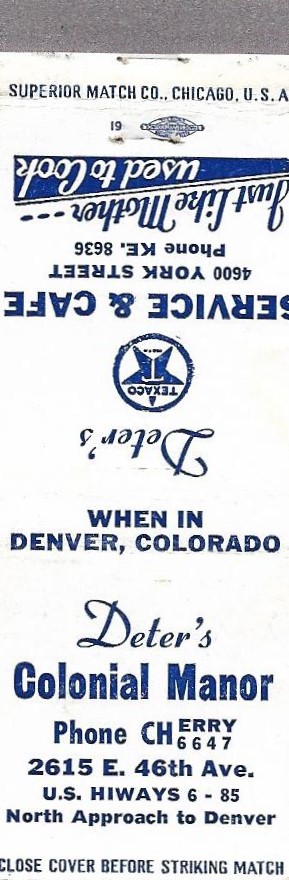 SUPERIOR MATCH CO., CHICAGO, U.S.A
19
Deter's
TEXACO
SERVICE & CAFE
4600 YORK STREET
Phone KE. 8636
Just Like Mother ---
used to Cook
WHEN IN
DENVER, COLORADO
Deter's
Colonial Manor
Phone CHERRY 6647
2615 E. 46th Ave.
U.S. HIWAYS 6 - 85
North Approach to Denver
CLOSE COVER BEFORE STRIKING MATCH